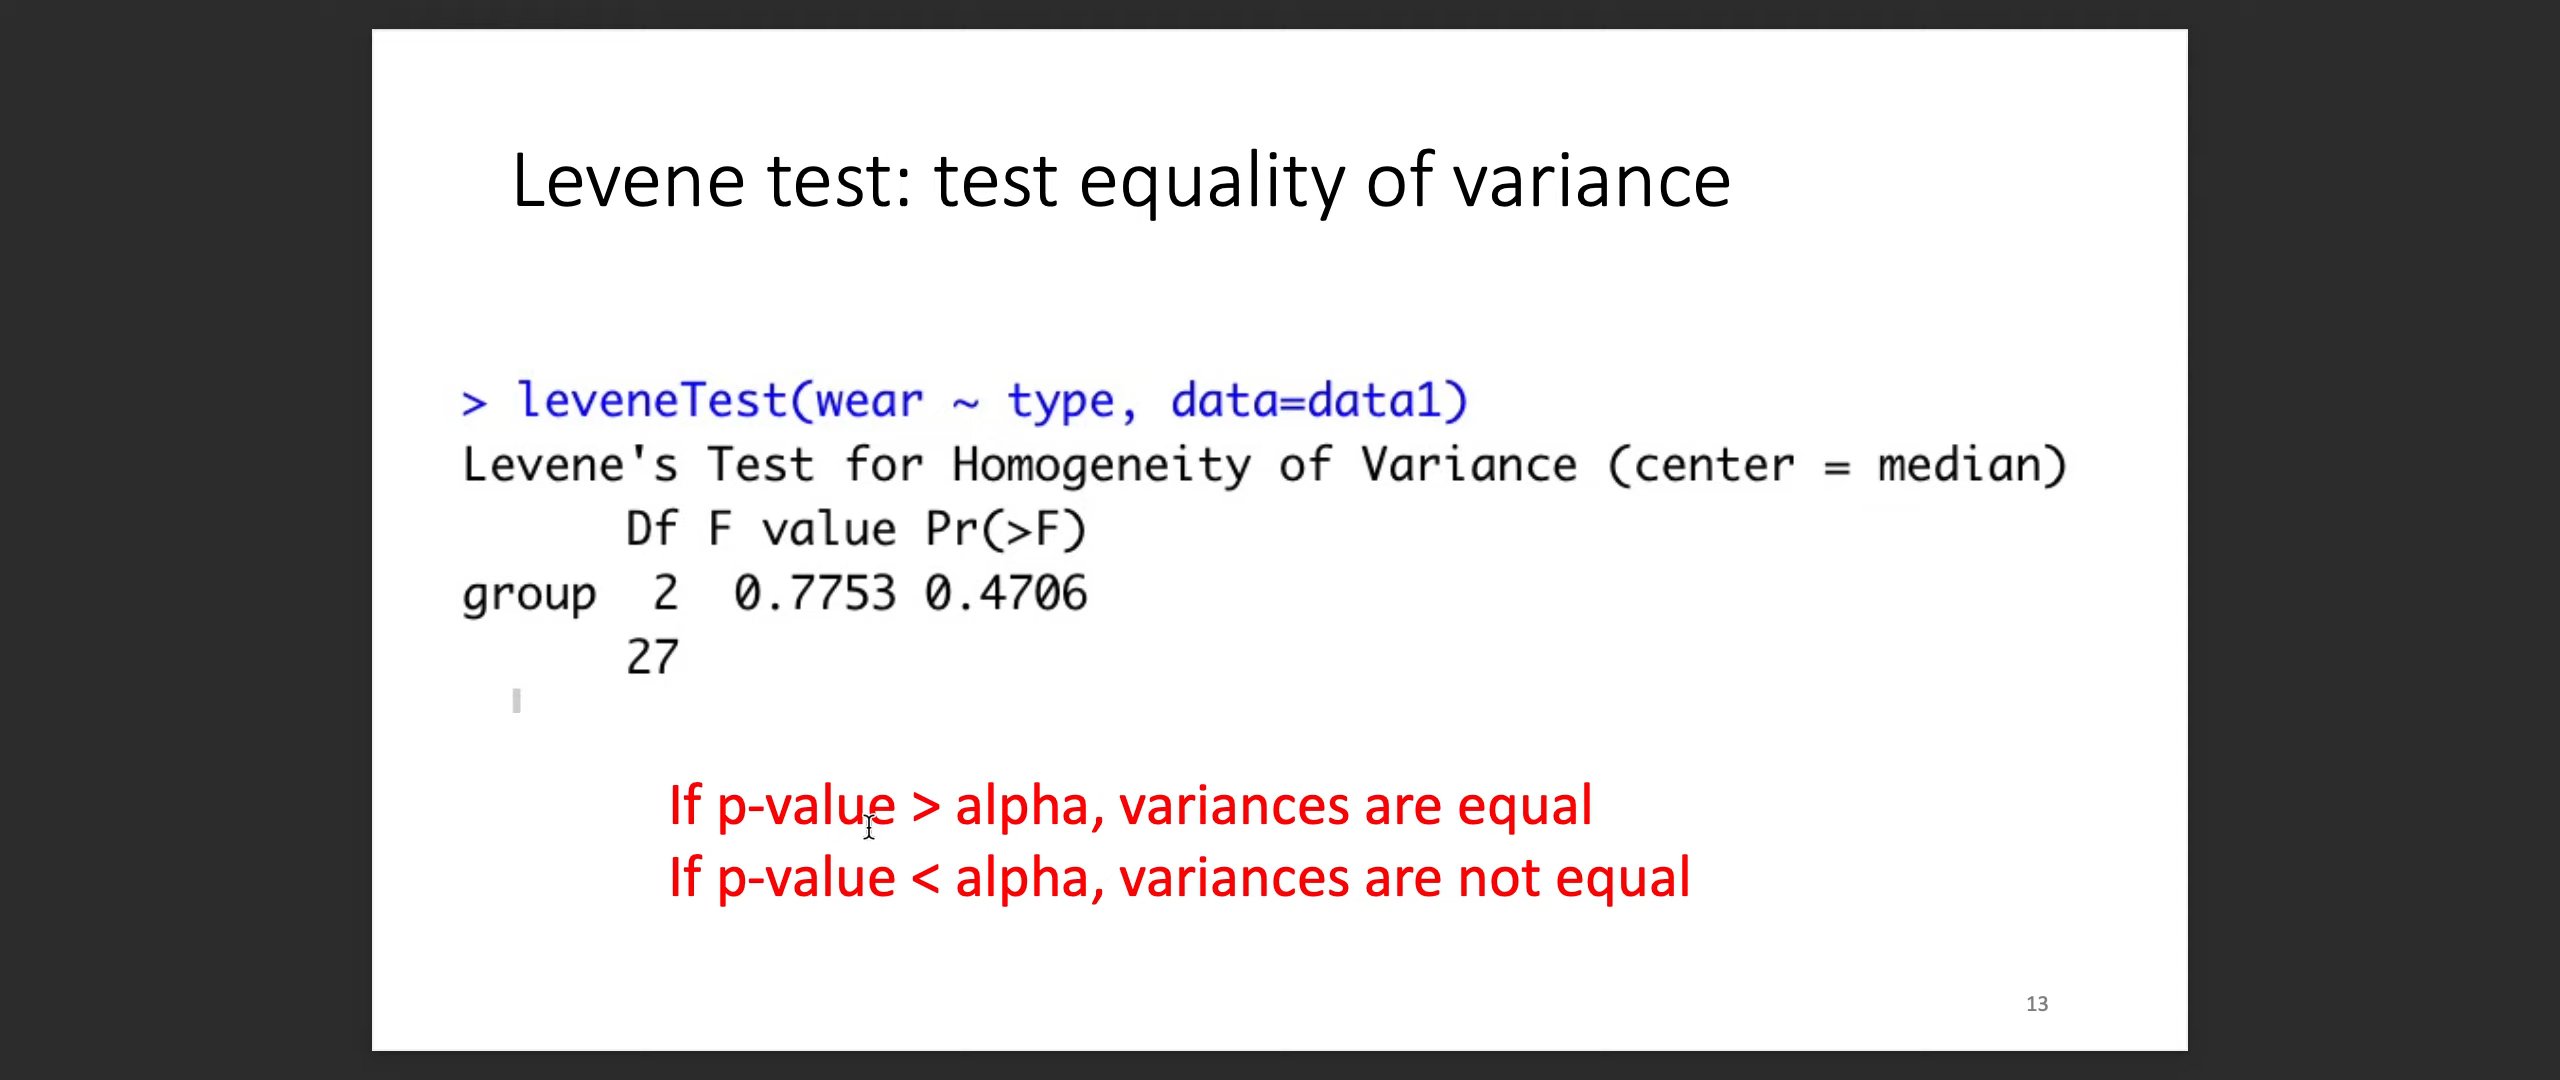 Levene test: test equality of variance
> leveneTest(wear ~ type, data=data1)
Levene's Test for Homogeneity of Variance (center = median)
Df F value Pr(>F)
group 2 0.7753 0.4706
27
If p-value > alpha, variances are equal
If p-value < alpha, variances are not equal
13